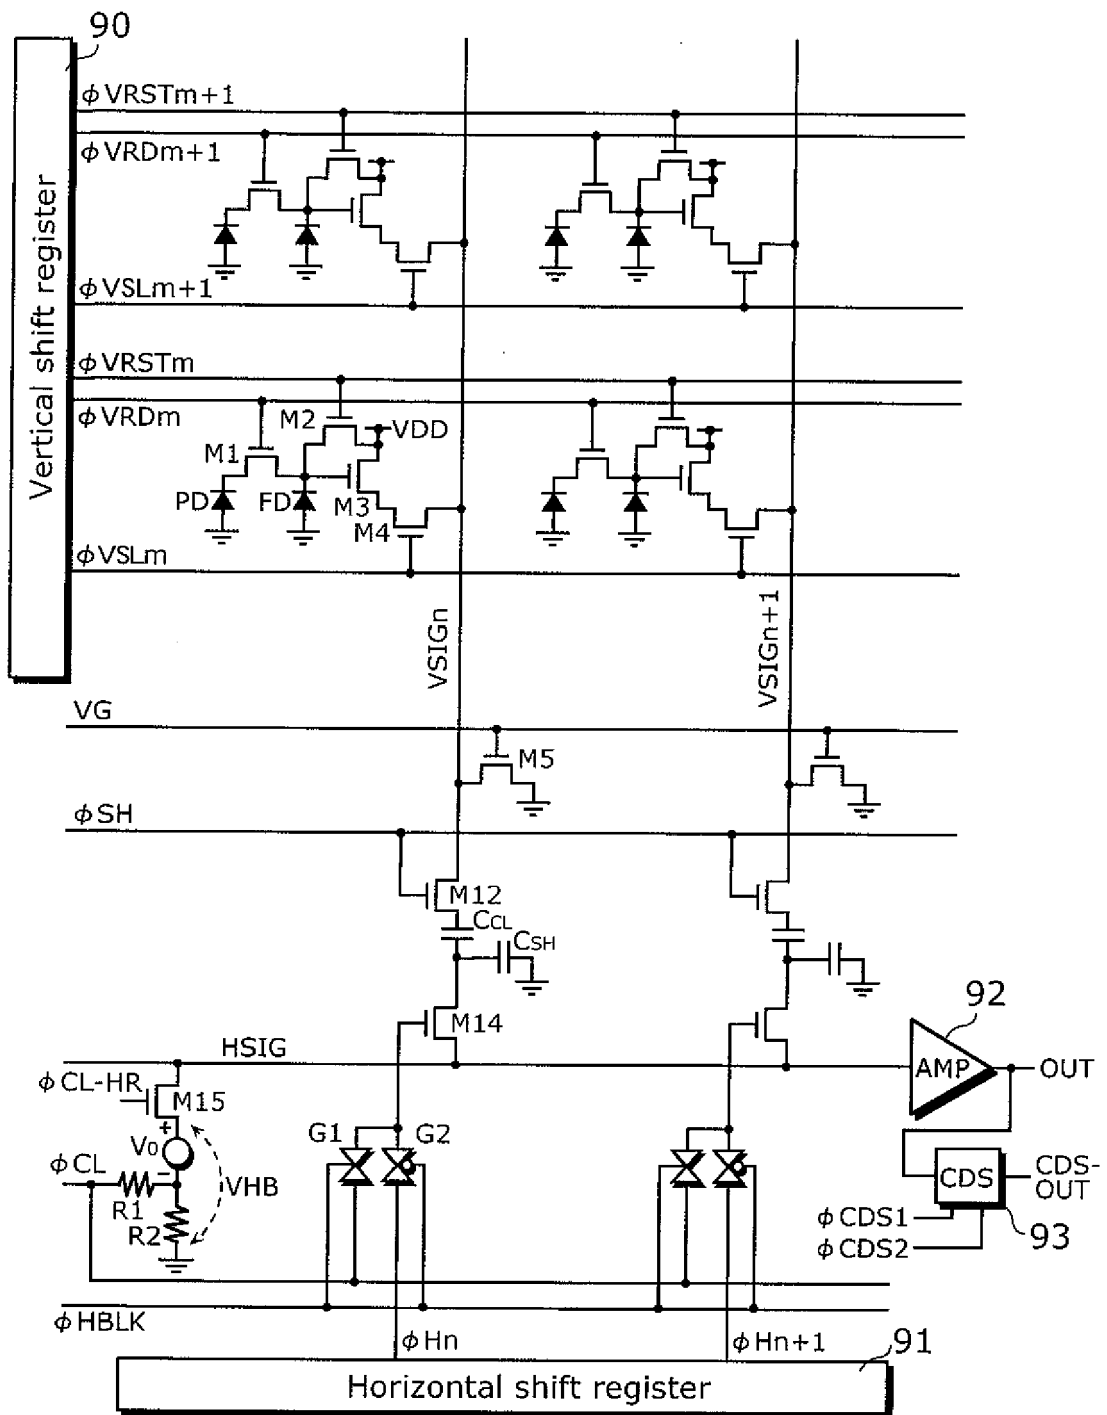 90
Vertical shift register
φVRSTm+1
φVRDm+1
φVSLm+1
φVRSTm
φVRDm
M2
VDD
M1
PD
FD
M3
M4
φVSLm
VSIGn
VSIGn+1
VG
M5
φSH
M12
CCL
CSH
M14
92
HSIG
AMP
OUT
φCL-HR
M15
+
V0
-
G1
G2
φCL
VHB
R1
R2
CDS
CDS-
OUT
φCDS1
φCDS2
93
φHBLK
φHn
φHn+1
91
Horizontal shift register